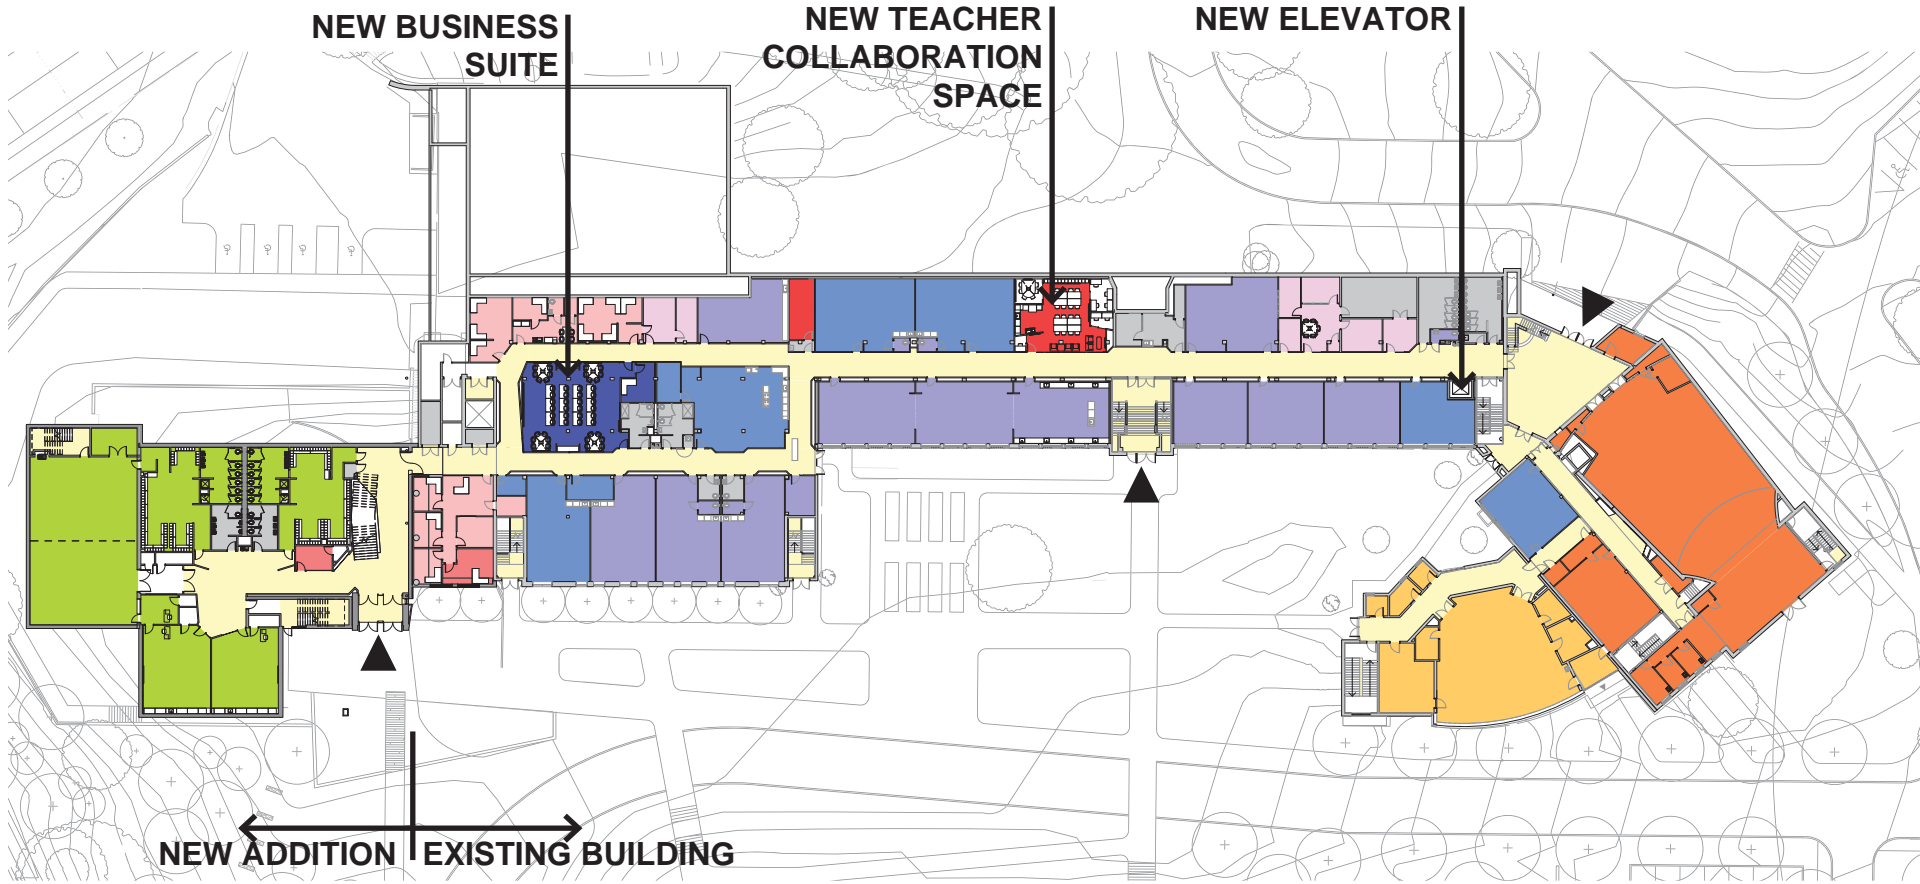 NEW BUSINESS
SUITE
NEW TEACHER
COLLABORATION
SPACE
NEW ELEVATOR
NEW ADDITION
EXISTING BUILDING